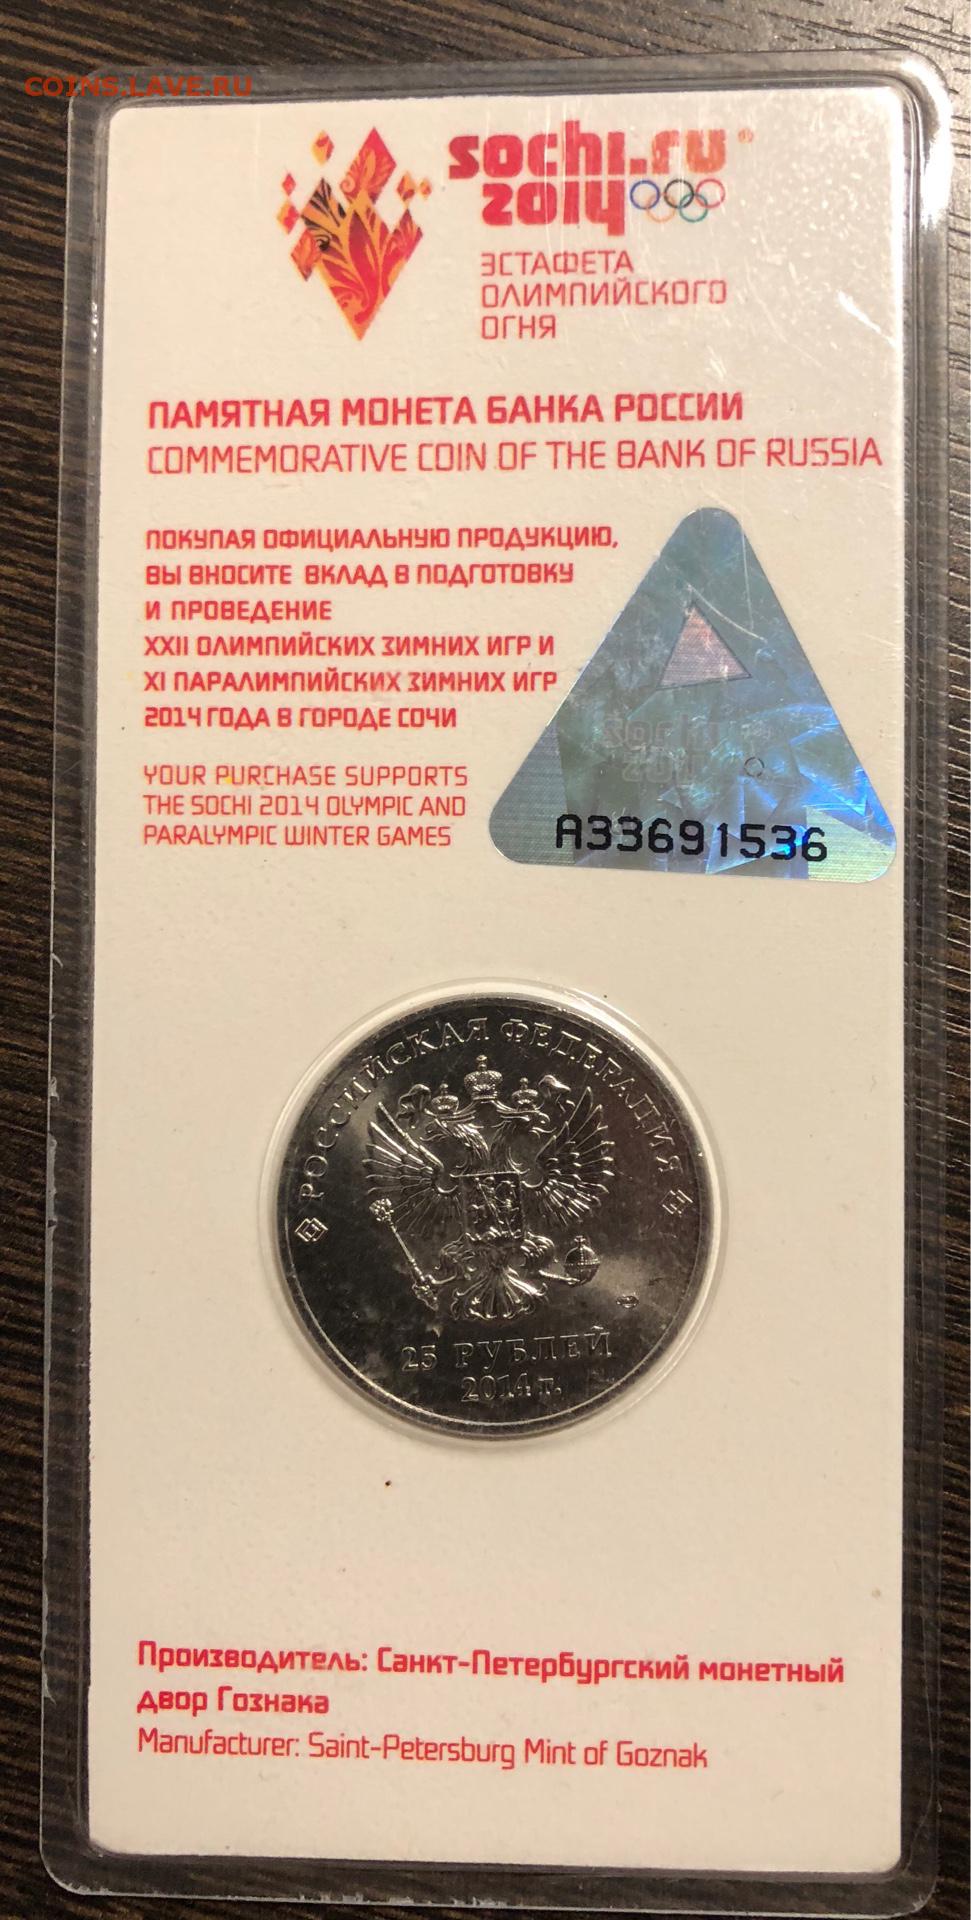 COINS.LAVE.RU
sochi.ru®
2014
ЭСТАФЕТА
ОЛИМПИЙСКОГО
ОГНЯ
ПАМЯТНАЯ МОНЕТА БАНКА РОССИИ
COMMEMORATIVE COIN OF THE BANK OF RUSSIA
ПОКУПАЯ ОФИЦИАЛЬНУЮ ПРОДУКЦИЮ,
ВЫ ВНОСИТЕ ВКЛАД В ПОДГОТОВКУ
И ПРОВЕДЕНИЕ
XXII ОЛИМПИЙСКИХ ЗИМНИХ ИГР И
XI ПАРАЛИМПИЙСКИХ ЗИМНИХ ИГР
2014 ГОДА В ГОРОДЕ СОЧИ
YOUR PURCHASE SUPPORTS
THE SOCHI 2014 OLYMPIC AND
PARALYMPIC WINTER GAMES
A33691536
РОССИЙСКАЯ ФЕДЕРАЦИЯ
25 РУБЛЕЙ
2014 г.
Производитель: Санкт-Петербургский монетный
двор Гознака
Manufacturer: Saint-Petersburg Mint of Goznak